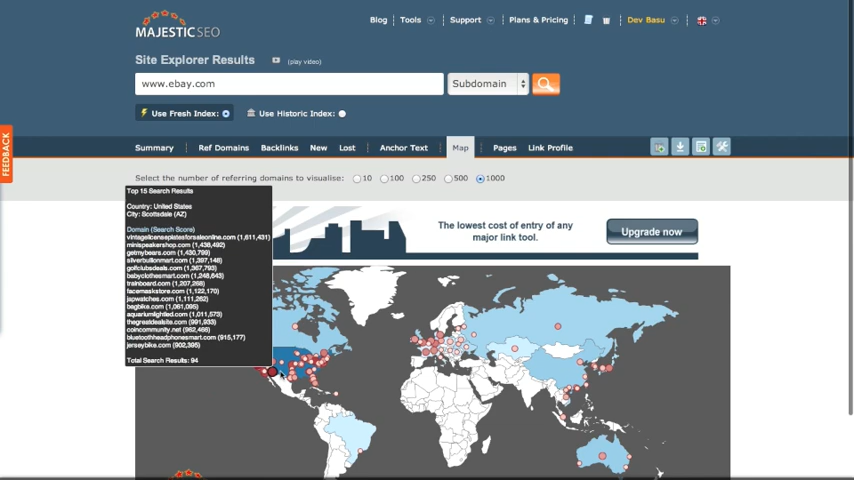 MAJESTIC SEO
Blog Tools Support Plans & Pricing Dev Basu
Site Explorer Results (play video)
www.ebay.com Subdomain
Use Fresh Index: Use Historic Index:
FEEDBACK
Summary Ref Domains Backlinks New Lost Anchor Text Map Pages Link Profile
Select the number of referring domains to visualise: 10 100 250 500 1000
Top 15 Search Results
Country: United States
City: Scottsdale (AZ)
Domain (Search Score)
vintagelicenseplatesforsaleonline.com (1,611,431)
minispeakershop.com (1,438,492)
getmybears.com (1,430,799)
silverbullionmart.com (1,397,148)
golfclubsdeals.com (1,367,793)
babyclothesmart.com (1,248,643)
trainboard.com (1,207,268)
facemaskstore.com (1,122,170)
japwatches.com (1,111,262)
bagbike.com (1,061,095)
aquariumlighted.com (1,011,573)
thegreatdealsite.com (991,933)
coincommunity.net (962,466)
bluetoothheadphonesmart.com (915,177)
jerseybike.com (902,395)
Total Search Results: 94
The lowest cost of entry of any
major link tool.
Upgrade now